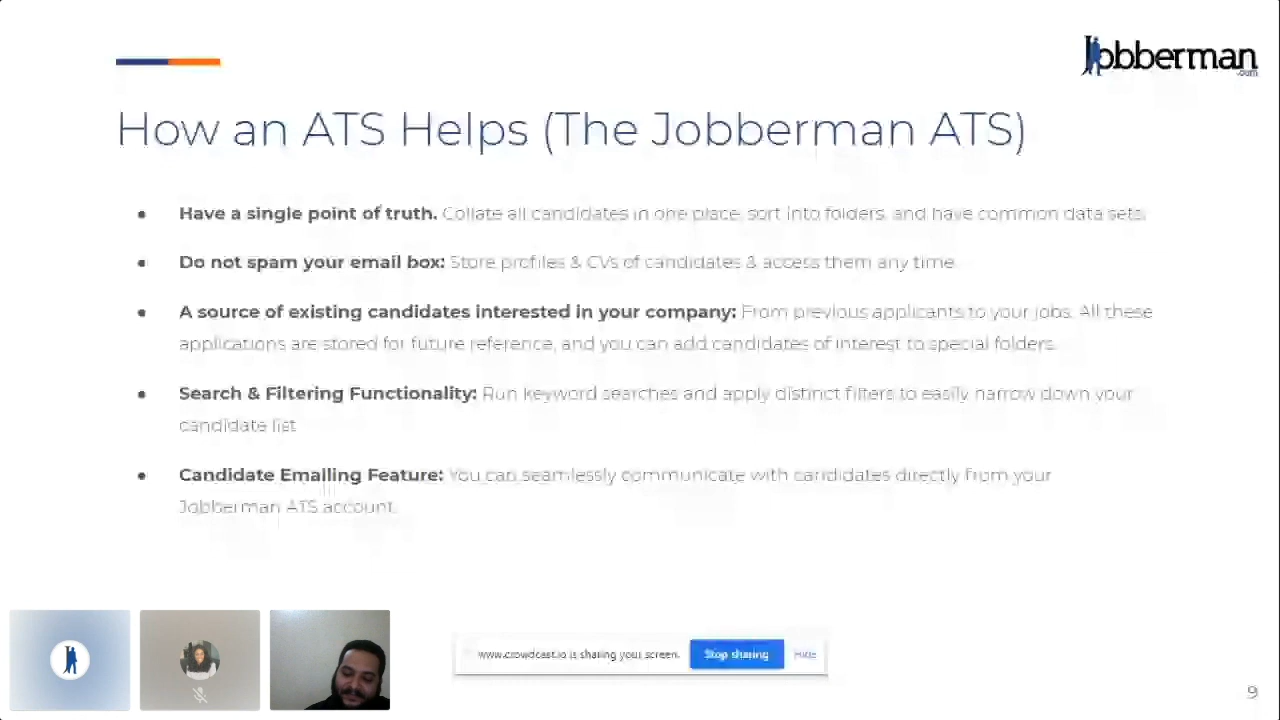 Jobberman
.com
How an ATS Helps (The Jobberman ATS)
● Have a single point of truth. Collate all candidates in one place, sort into folders, and have common data sets.
● Do not spam your email box: Store profiles & CVs of candidates & access them any time.
● A source of existing candidates interested in your company: From previous applicants to your jobs. All these
applications are stored for future reference, and you can add candidates of interest to special folders.
● Search & Filtering Functionality: Run keyword searches and apply distinct filters to easily narrow down your
candidate list
● Candidate Emailing Feature: You can seamlessly communicate with candidates directly from your
Jobberman ATS account.
www.crowdcast.io is sharing your screen. Stop sharing Hide
9